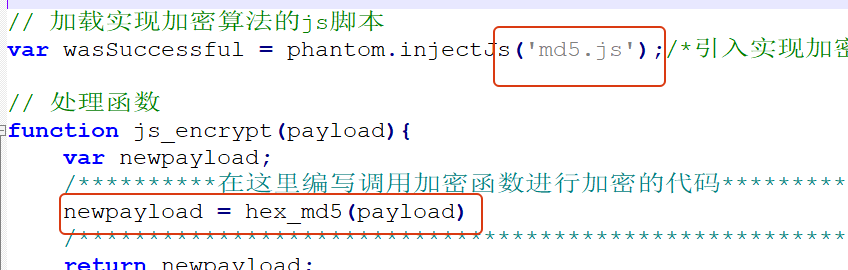 // 加载实现加密算法的js脚本
var wasSuccessful = phantom.injectJs('md5.js');/*引入实现加密
// 处理函数
function js_encrypt(payload){
var newpayload;
/**********在这里编写调用加密函数进行加密的代码*********
newpayload = hex_md5(payload)
/********************************************************
return newpayload;